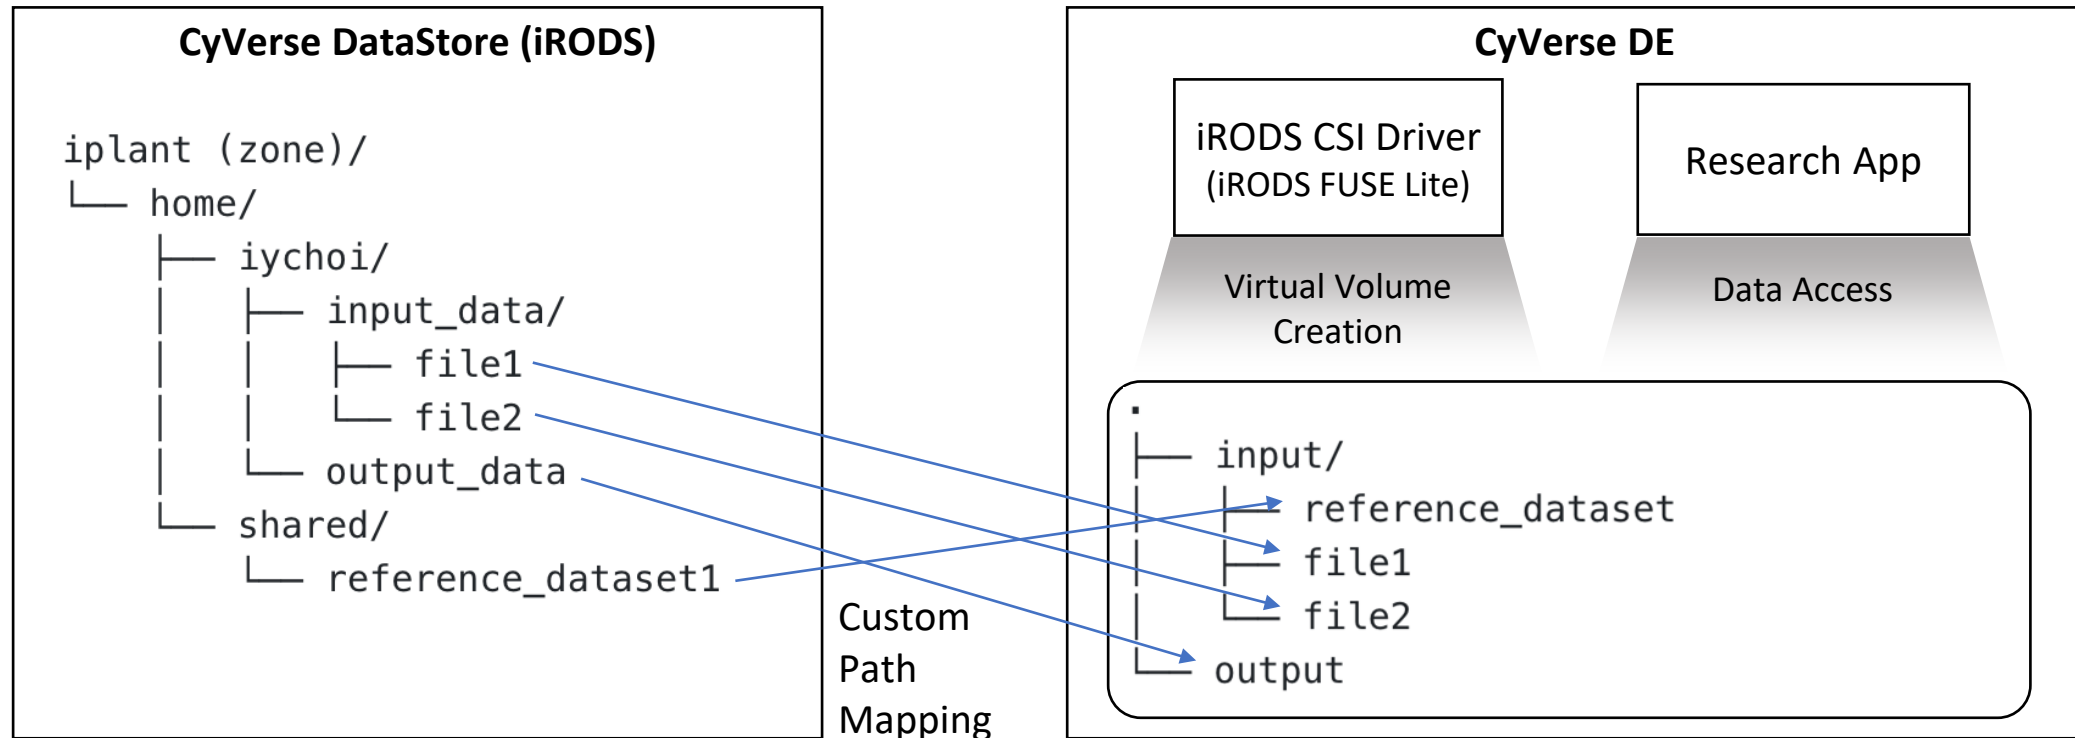 CyVerse DataStore (iRODS)
iplant (zone)/
└── home/
├── iychoi/
│ ├── input_data/
│ │ ├── file1
│ │ └── file2
│ └── output_data
└── shared/
└── reference_dataset1
Custom
Path
Mapping
CyVerse DE
iRODS CSI Driver
(iRODS FUSE Lite)
Research App
Virtual Volume
Creation
Data Access
.
├── input/
│ ├── reference_dataset
│ ├── file1
│ └── file2
└── output